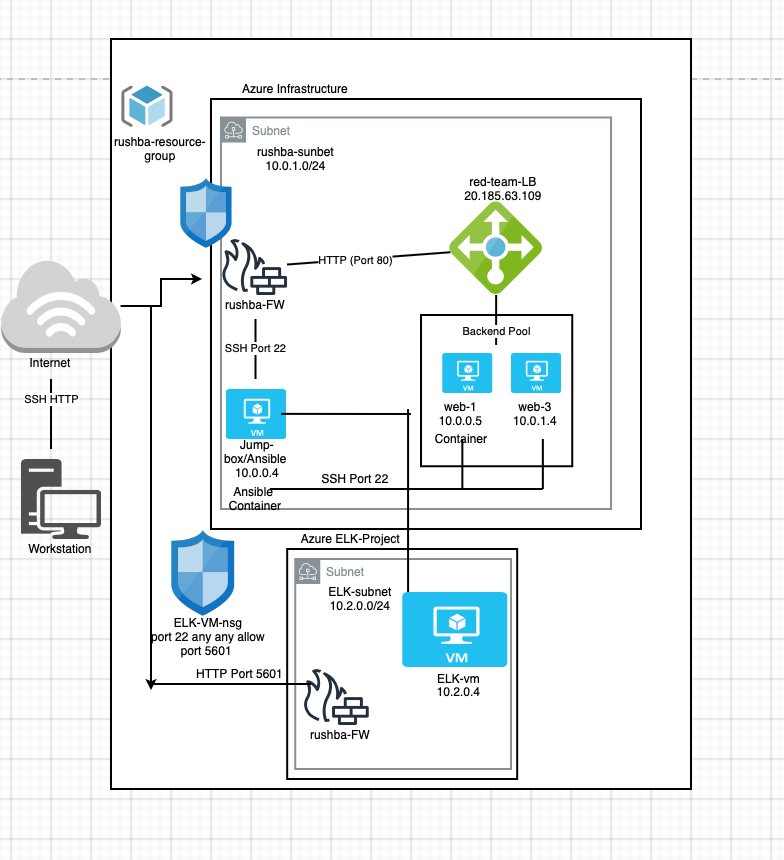 Azure Infrastructure
rushba-resource-
group
Subnet
rushba-sunbet
10.0.1.0/24
red-team-LB
20.185.63.109
HTTP (Port 80)
rushba-FW
Internet
SSH HTTP
Workstation
SSH Port 22
Backend Pool
VM
VM
web-1
10.0.0.5
Container
web-3
10.0.1.4
VM
Jump-
box/Ansible
10.0.0.4
Ansible
Container
SSH Port 22
Azure ELK-Project
Subnet
ELK-subnet
10.2.0.0/24
VM
ELK-vm
10.2.0.4
ELK-VM-nsg
port 22 any any allow
port 5601
HTTP Port 5601
rushba-FW